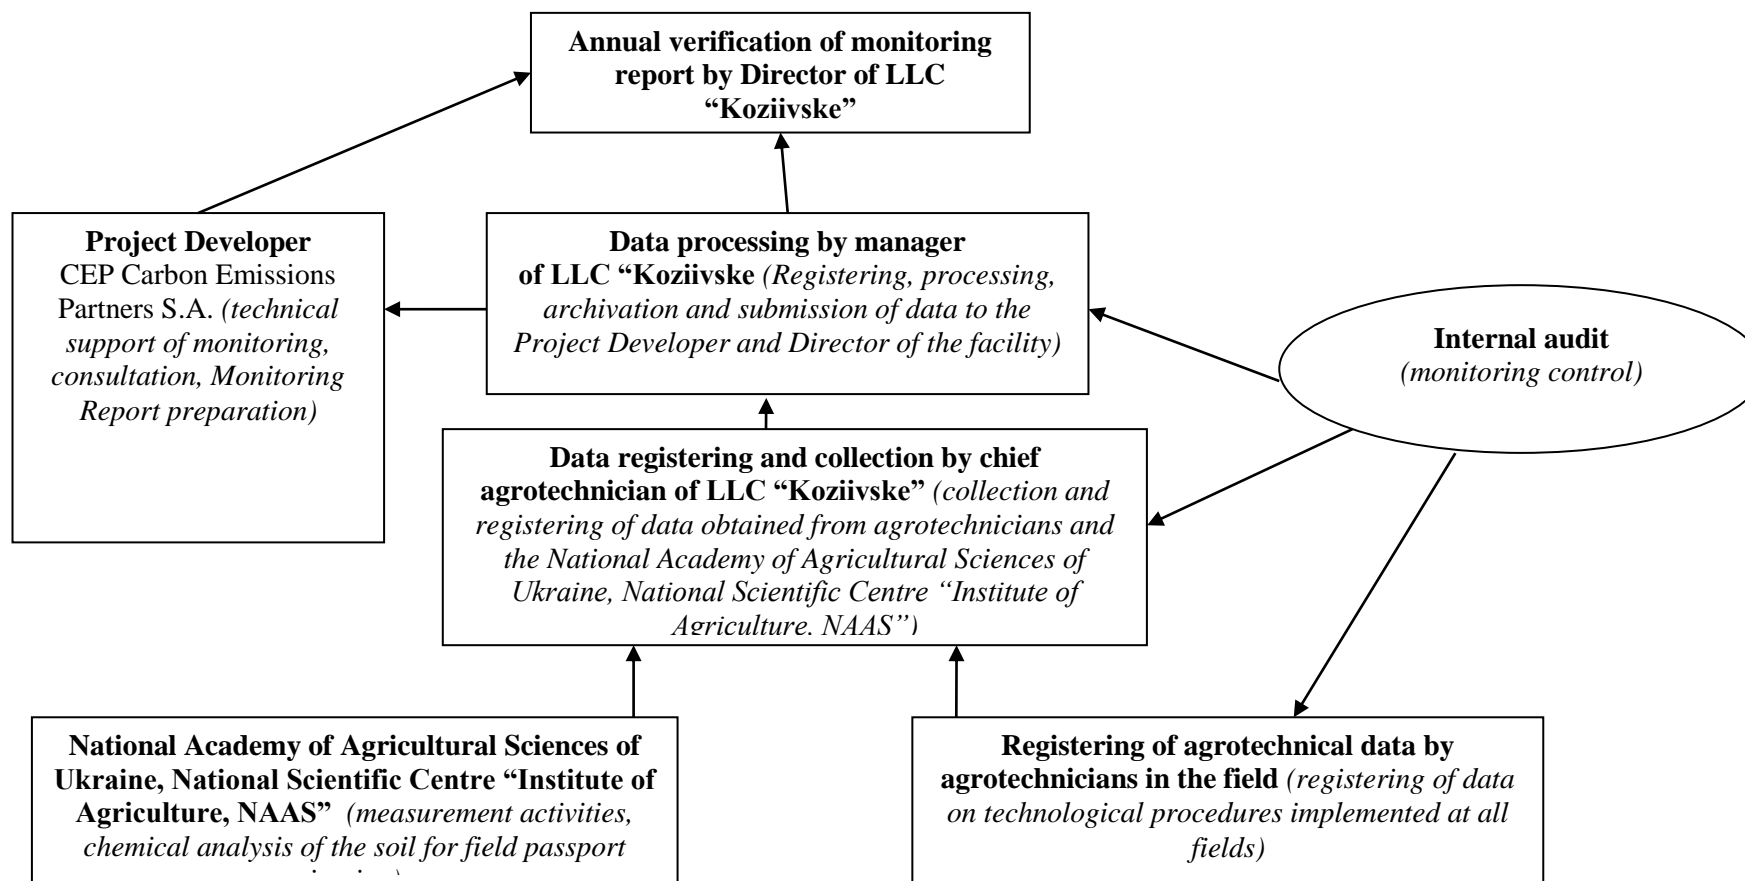 Annual verification of monitoring
report by Director of LLC
“Koziivske”
Project Developer
CEP Carbon Emissions
Partners S.A. (technical
support of monitoring,
consultation, Monitoring
Report preparation)
Data processing by manager
of LLC “Koziivske (Registering, processing,
archivation and submission of data to the
Project Developer and Director of the facility)
Internal audit
(monitoring control)
Data registering and collection by chief
agrotechnician of LLC “Koziivske” (collection and
registering of data obtained from agrotechnicians and
the National Academy of Agricultural Sciences of
Ukraine, National Scientific Centre “Institute of
Agriculture, NAAS”)
National Academy of Agricultural Sciences of
Ukraine, National Scientific Centre “Institute of
Agriculture, NAAS” (measurement activities,
chemical analysis of the soil for field passport
Registering of agrotechnical data by
agrotechnicians in the field (registering of data
on technological procedures implemented at all
fields)